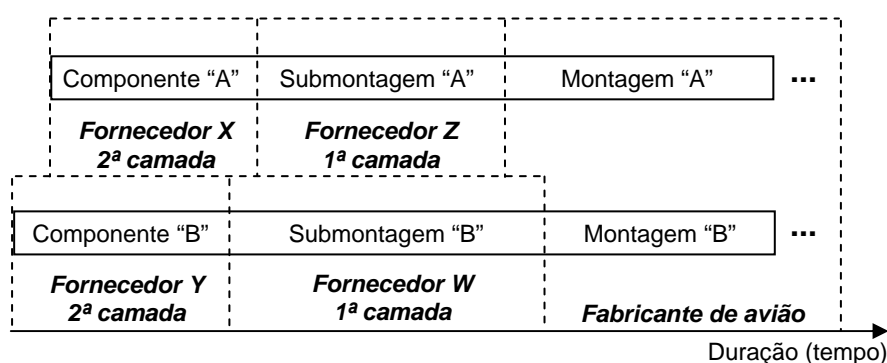 Componente “A” Submontagem “A” Montagem “A” ...
Fornecedor X Fornecedor Z
2ª camada 1ª camada
Componente “B” Submontagem “B” Montagem “B” ...
Fornecedor Y Fornecedor W
2ª camada 1ª camada Fabricante de avião
Duração (tempo)